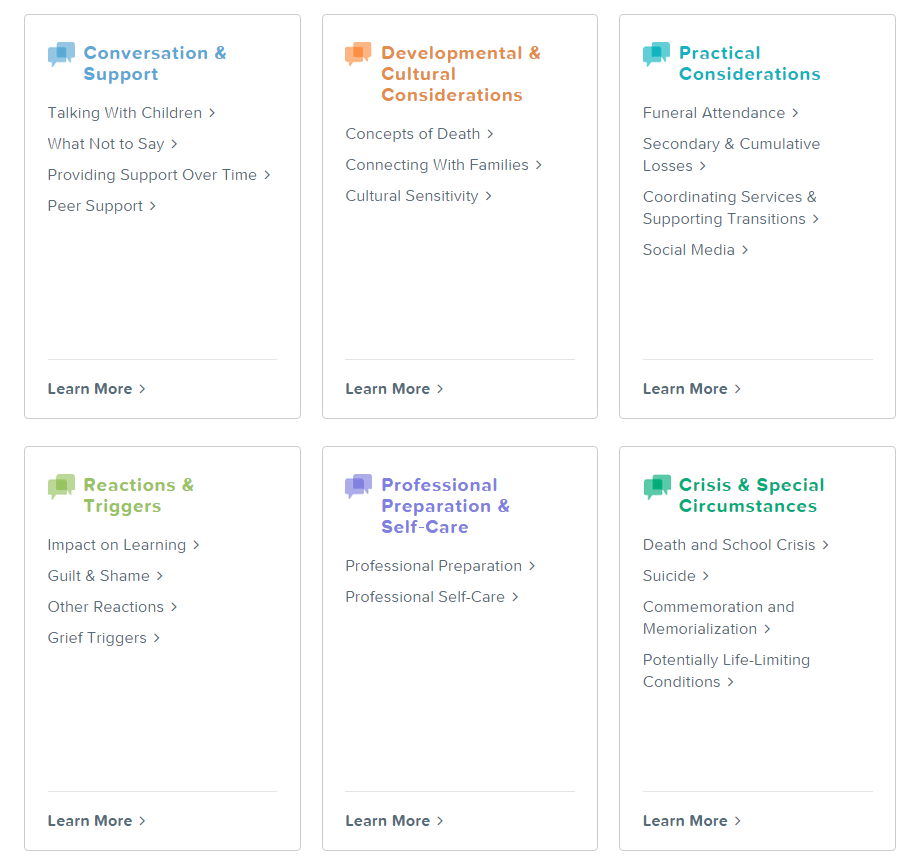 Conversation &
Support
Talking With Children >
What Not to Say >
Providing Support Over Time >
Peer Support >
Learn More >
Developmental &
Cultural
Considerations
Concepts of Death >
Connecting With Families >
Cultural Sensitivity >
Learn More >
Practical
Considerations
Funeral Attendance >
Secondary & Cumulative
Losses >
Coordinating Services &
Supporting Transitions >
Social Media >
Learn More >
Reactions &
Triggers
Impact on Learning >
Guilt & Shame >
Other Reactions >
Grief Triggers >
Learn More >
Professional
Preparation &
Self-Care
Professional Preparation >
Professional Self-Care >
Learn More >
Crisis & Special
Circumstances
Death and School Crisis >
Suicide >
Commemoration and
Memorialization >
Potentially Life-Limiting
Conditions >
Learn More >